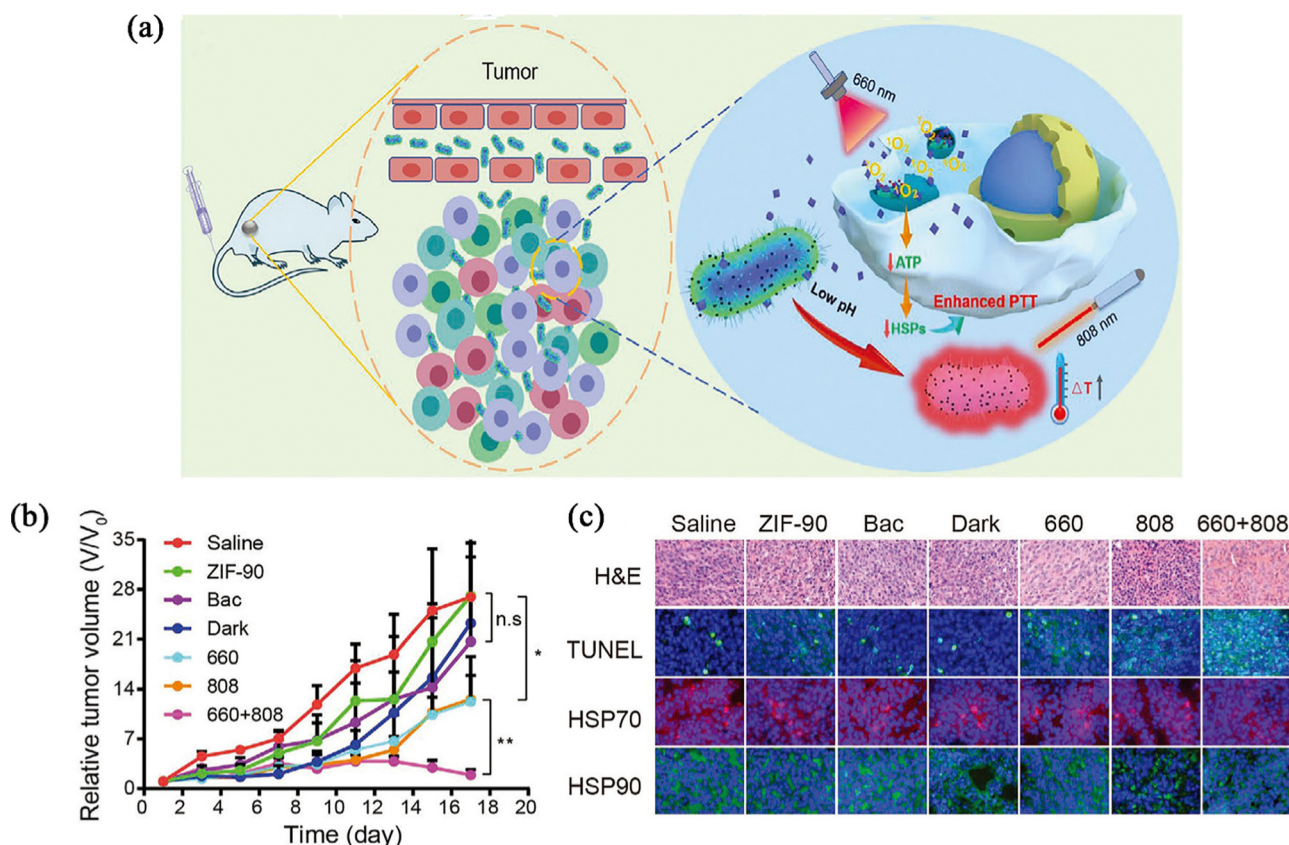 (a)
Tumor
660 nm
¹O₂
¹O₂
¹O₂
¹O₂
¹O₂
¹O₂
ATP
Low pH
Enhanced PTT
HSPs
808 nm
ΔT
(b)
Relative tumor volume (V/V₀)
35
28
21
14
7
0
Saline
ZIF-90
Bac
Dark
660
808
660+808
n.s
*
**
0 2 4 6 8 10 12 14 16 18 20
Time (day)
(c)
Saline ZIF-90 Bac Dark 660 808 660+808
H&E
TUNEL
HSP70
HSP90